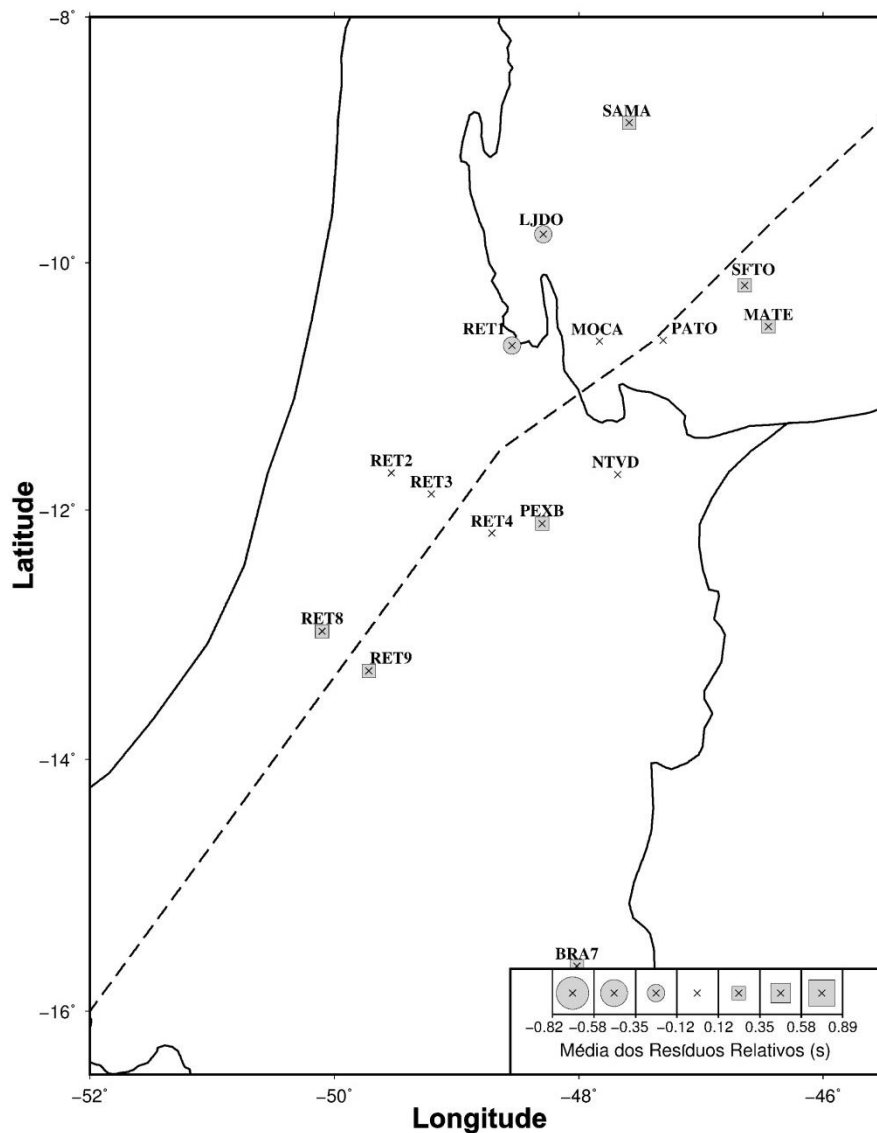 −8˚
SAMA
LJDO
−10˚
SFTO
RET1
MOCA
PATO
MATE
RET2
RET3
NTVD
−12˚
RET4
PEXB
RET8
RET9
−14˚
BRA7
−16˚
−0.82 −0.58 −0.35 −0.12 0.12 0.35 0.58 0.89
Média dos Resíduos Relativos (s)
−52˚ −50˚ −48˚ −46˚
Latitude
Longitude